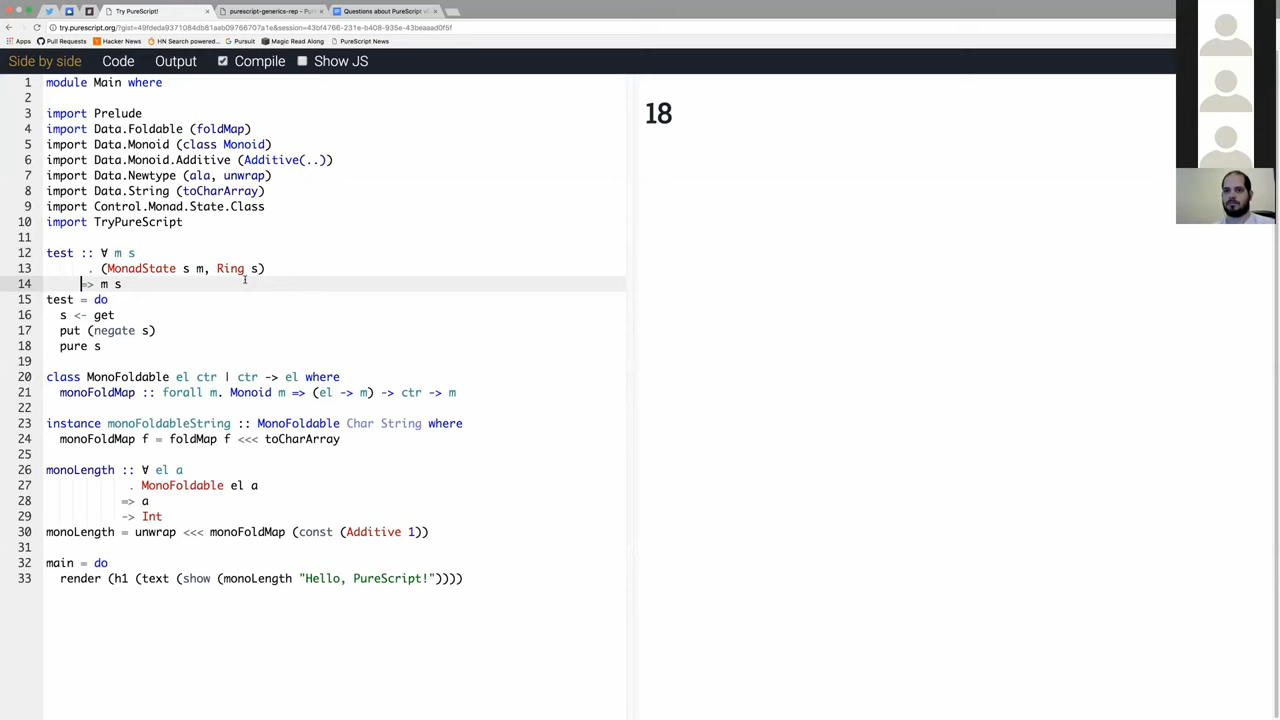 Try PureScript!
purescript-generics-rep - Pur
Questions about PureScript v0
try.purescript.org/?gist=49fdeda9371084db81aab09766707a1e&session=43bf4766-231e-b408-935e-43beaaad0f5f
Apps
Pull Requests
Hacker News
HN Search powered...
Pursuit
Magic Read Along
PureScript News
Side by side
Code
Output
Compile
Show JS
1 module Main where
2
3 import Prelude
4 import Data.Foldable (foldMap)
5 import Data.Monoid (class Monoid)
6 import Data.Monoid.Additive (Additive(..))
7 import Data.Newtype (ala, unwrap)
8 import Data.String (toCharArray)
9 import Control.Monad.State.Class
10 import TryPureScript
11
12 test :: ∀ m s
13 . (MonadState s m, Ring s)
14 => m s
15 test = do
16 s <- get
17 put (negate s)
18 pure s
19
20 class MonoFoldable el ctr | ctr -> el where
21 monoFoldMap :: forall m. Monoid m => (el -> m) -> ctr -> m
22
23 instance monoFoldableString :: MonoFoldable Char String where
24 monoFoldMap f = foldMap f <<< toCharArray
25
26 monoLength :: ∀ el a
27 . MonoFoldable el a
28 => a
29 -> Int
30 monoLength = unwrap <<< monoFoldMap (const (Additive 1))
31
32 main = do
33 render (h1 (text (show (monoLength "Hello, PureScript!"))))
18